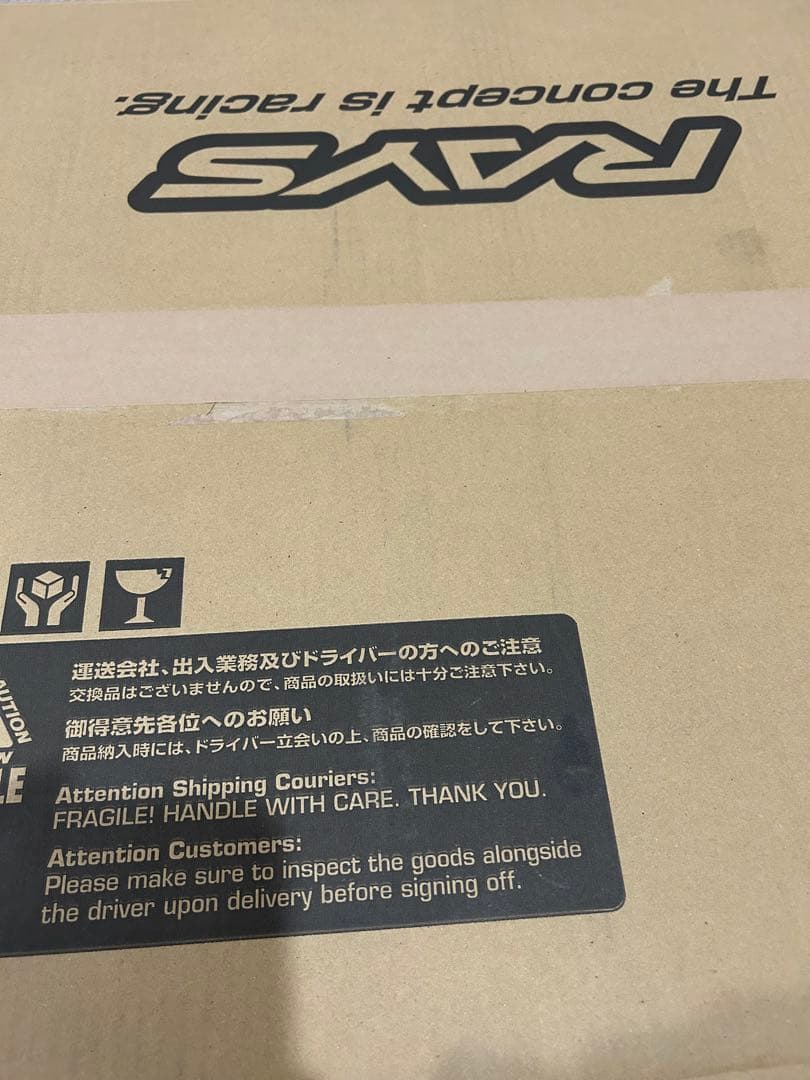 The concept is racing.
RAYS
運送会社、出入業務及びドライバーの方へのご注意
交換品はございませんので、商品の取扱いには十分ご注意下さい。
御得意先各位へのお願い
商品納入時には、ドライバー立会いの上、商品の確認をして下さい。
Attention Shipping Couriers:
FRAGILE! HANDLE WITH CARE. THANK YOU.
Attention Customers:
Please make sure to inspect the goods alongside
the driver upon delivery before signing off.